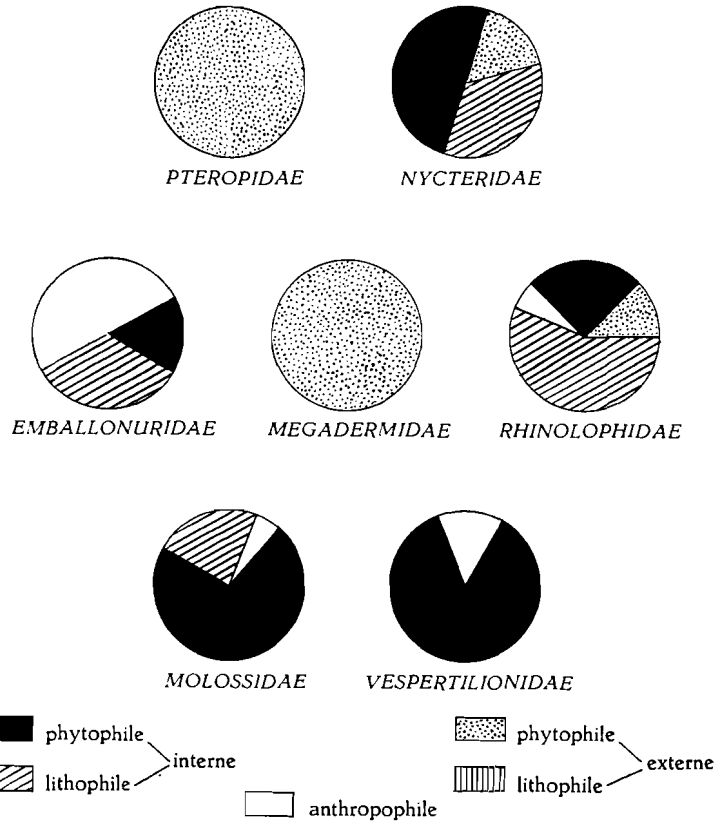 PTEROPIDAE NYCTERIDAE
EMBALLONURIDAE MEGADERMIDAE RHINOLOPHIDAE
MOLOSSIDAE VESPERTILIONIDAE
phytophile phytophile
interne externe
lithophile lithophile
anthropophile